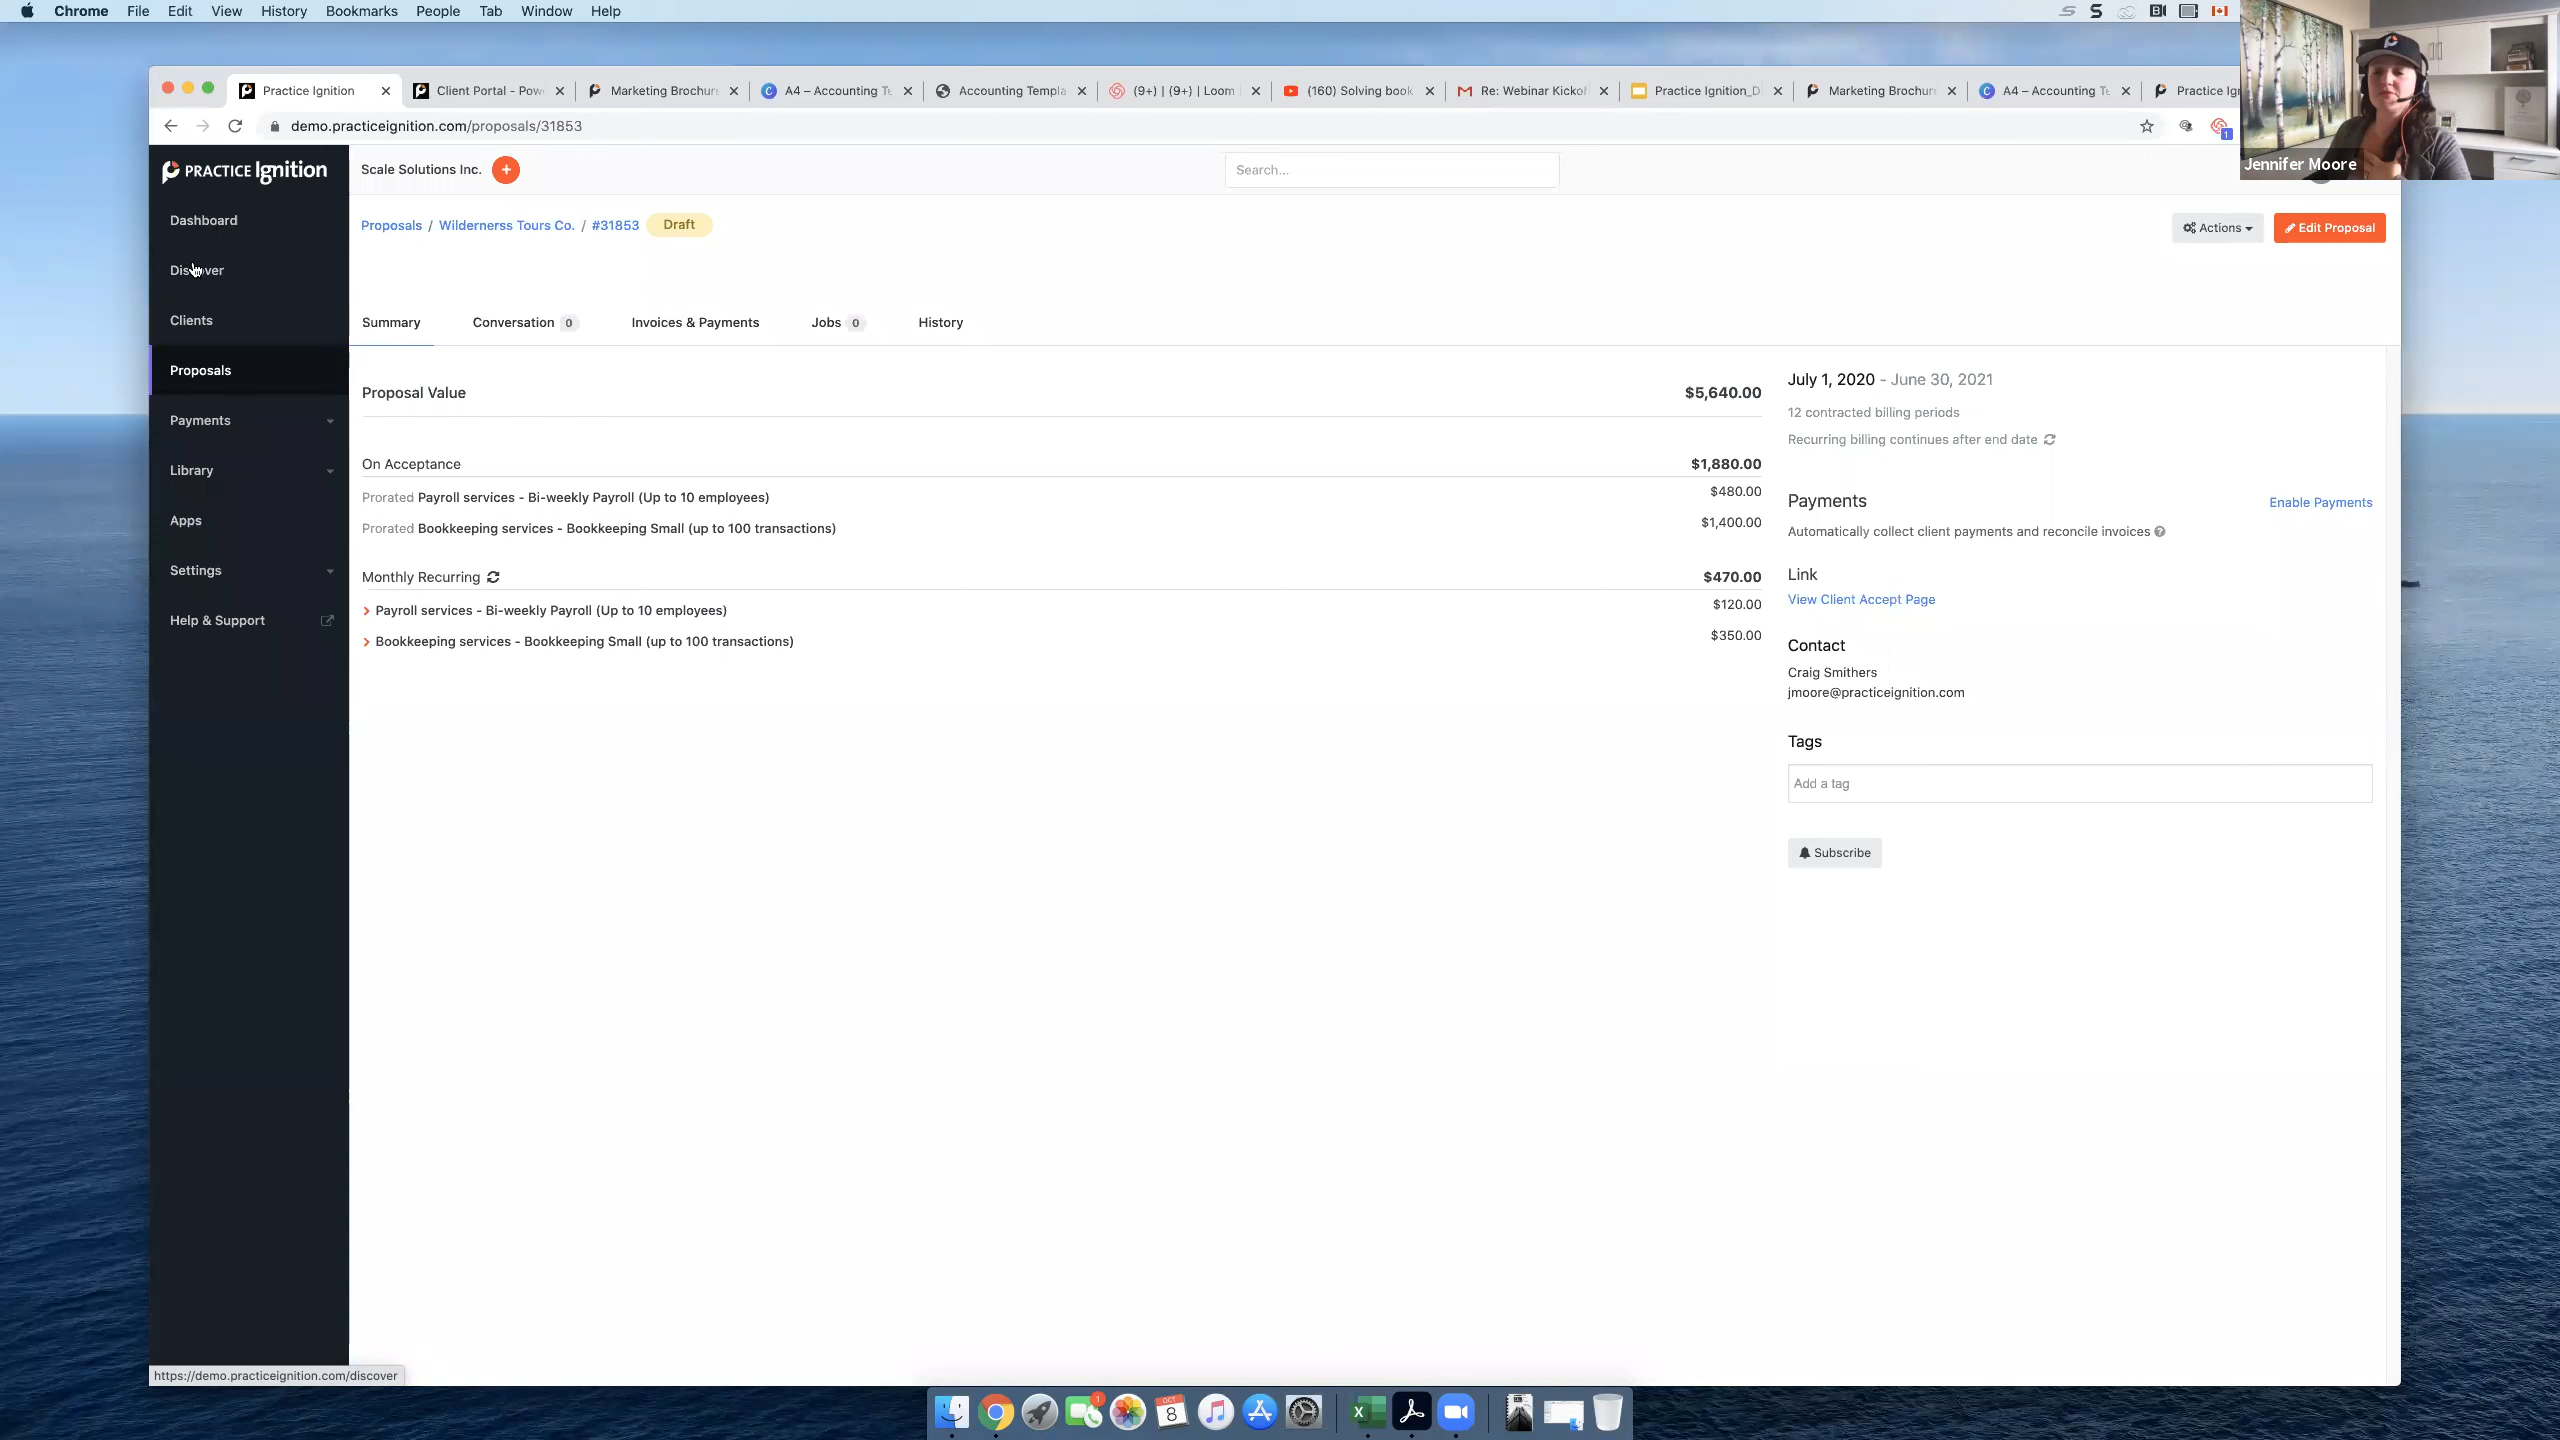 Chrome File Edit View History Bookmarks People Tab Window Help
Practice Ignition
Client Portal - Pow
Marketing Brochur
A4 – Accounting Te
Accounting Templa
(9+) | (9+) | Loom
(160) Solving book
Re: Webinar Kickof
Practice Ignition_D
Marketing Brochur
A4 – Accounting Te
Practice Ig
demo.practiceignition.com/proposals/31853
1
Jennifer Moore
PRACTICE Ignition
Scale Solutions Inc. +
Search...
Dashboard
Discover
Clients
Proposals
Payments
Library
Apps
Settings
Help & Support
Proposals / Wildernerss Tours Co. / #31853 Draft
Actions
Edit Proposal
Summary
Conversation 0
Invoices & Payments
Jobs 0
History
Proposal Value $5,640.00
On Acceptance $1,880.00
Prorated Payroll services - Bi-weekly Payroll (Up to 10 employees) $480.00
Prorated Bookkeeping services - Bookkeeping Small (up to 100 transactions) $1,400.00
Monthly Recurring $470.00
Payroll services - Bi-weekly Payroll (Up to 10 employees) $120.00
Bookkeeping services - Bookkeeping Small (up to 100 transactions) $350.00
July 1, 2020 - June 30, 2021
12 contracted billing periods
Recurring billing continues after end date
Payments Enable Payments
Automatically collect client payments and reconcile invoices ?
Link
View Client Accept Page
Contact
Craig Smithers
jmoore@practiceignition.com
Tags
Add a tag
Subscribe
https://demo.practiceignition.com/discover
1
OCT
8